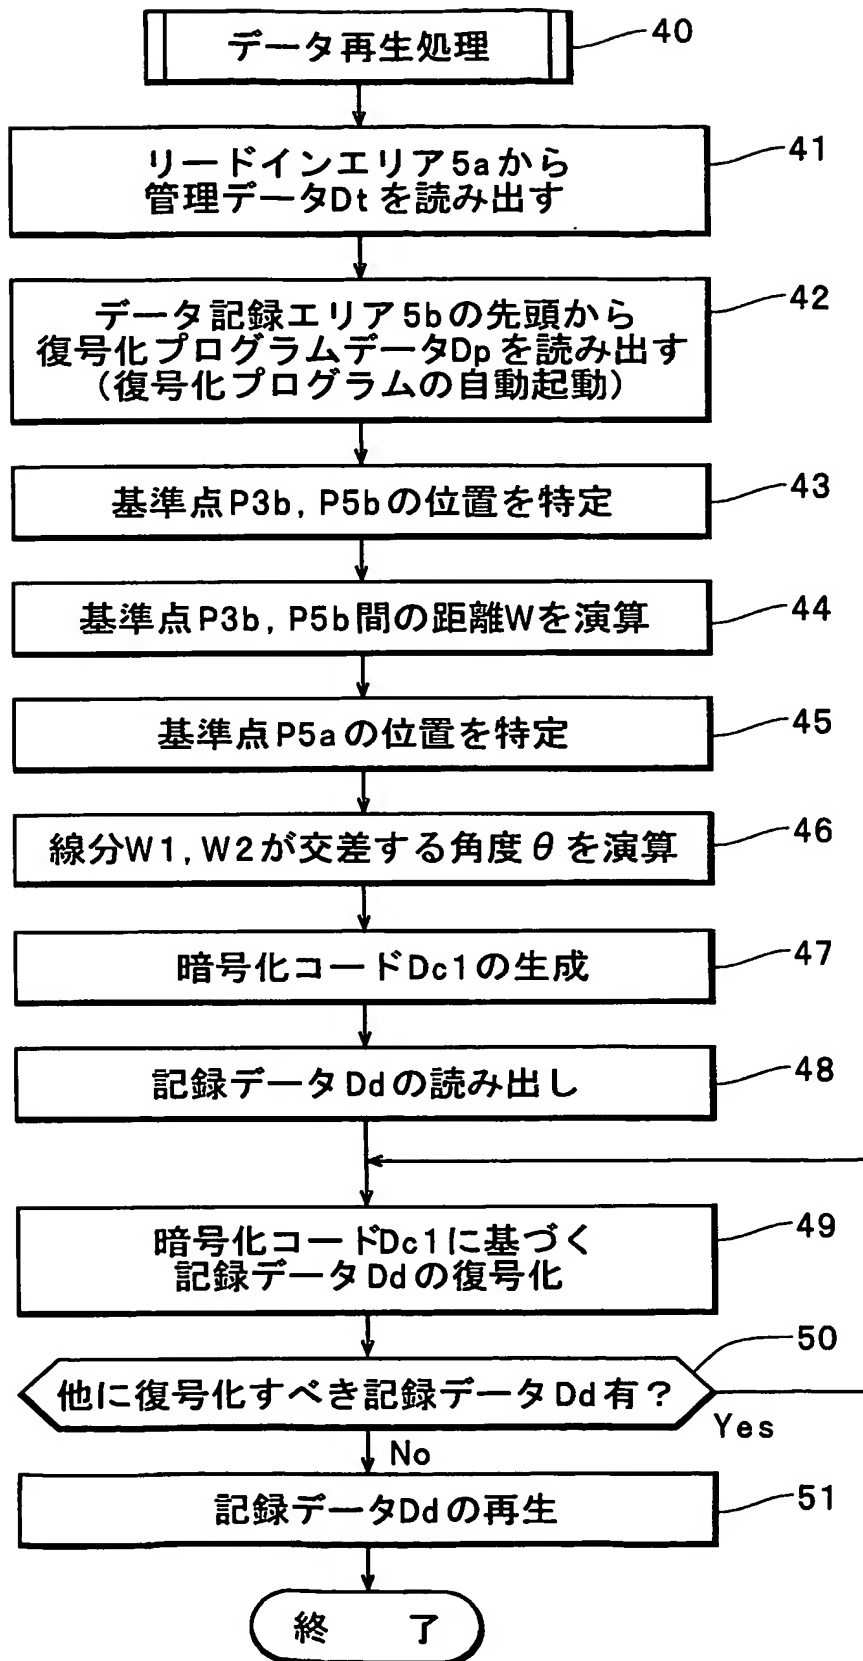 データ再生処理
40
リードインエリア5aから
管理データDtを読み出す
41
データ記録エリア5bの先頭から
復号化プログラムデータDpを読み出す
(復号化プログラムの自動起動)
42
基準点P3b, P5bの位置を特定
43
基準点P3b, P5b間の距離Wを演算
44
基準点P5aの位置を特定
45
線分W1, W2が交差する角度θを演算
46
暗号化コードDc1の生成
47
記録データDdの読み出し
48
暗号化コードDc1に基づく
記録データDdの復号化
49
他に復号化すべき記録データDd有?
50
Yes
No
記録データDdの再生
51
終 了